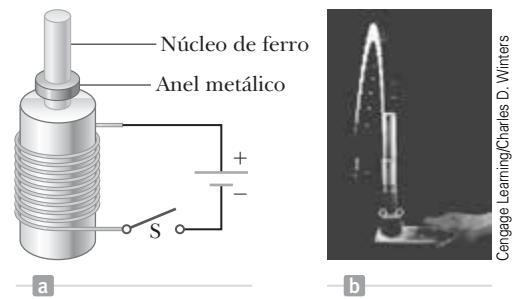 Núcleo de ferro
Anel metálico
+
−
S
a
b
Cengage Learning/Charles D. Winters